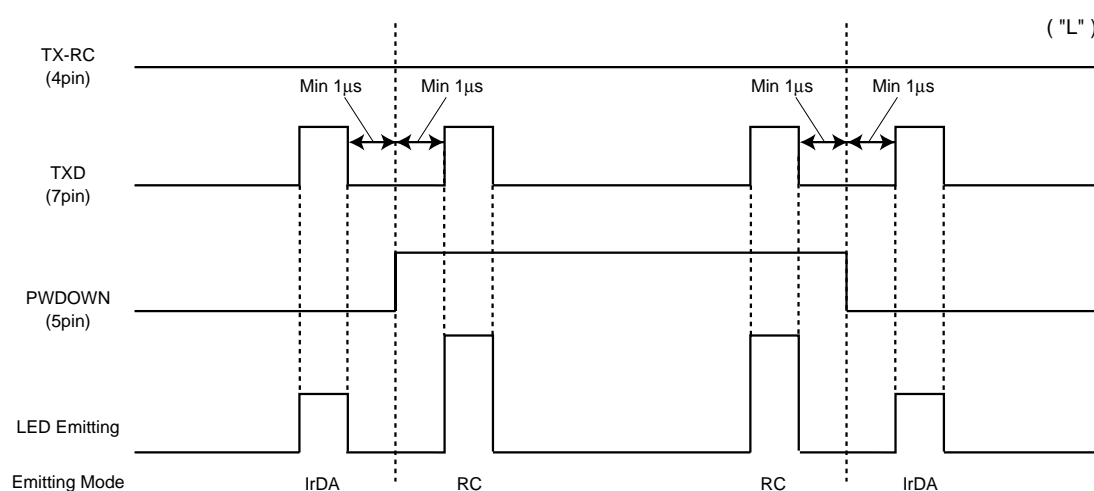 ( "L" )
TX-RC
(4pin)
Min 1μs Min 1μs Min 1μs Min 1μs
TXD
(7pin)
PWDOWN
(5pin)
LED Emitting
Emitting Mode IrDA RC RC IrDA